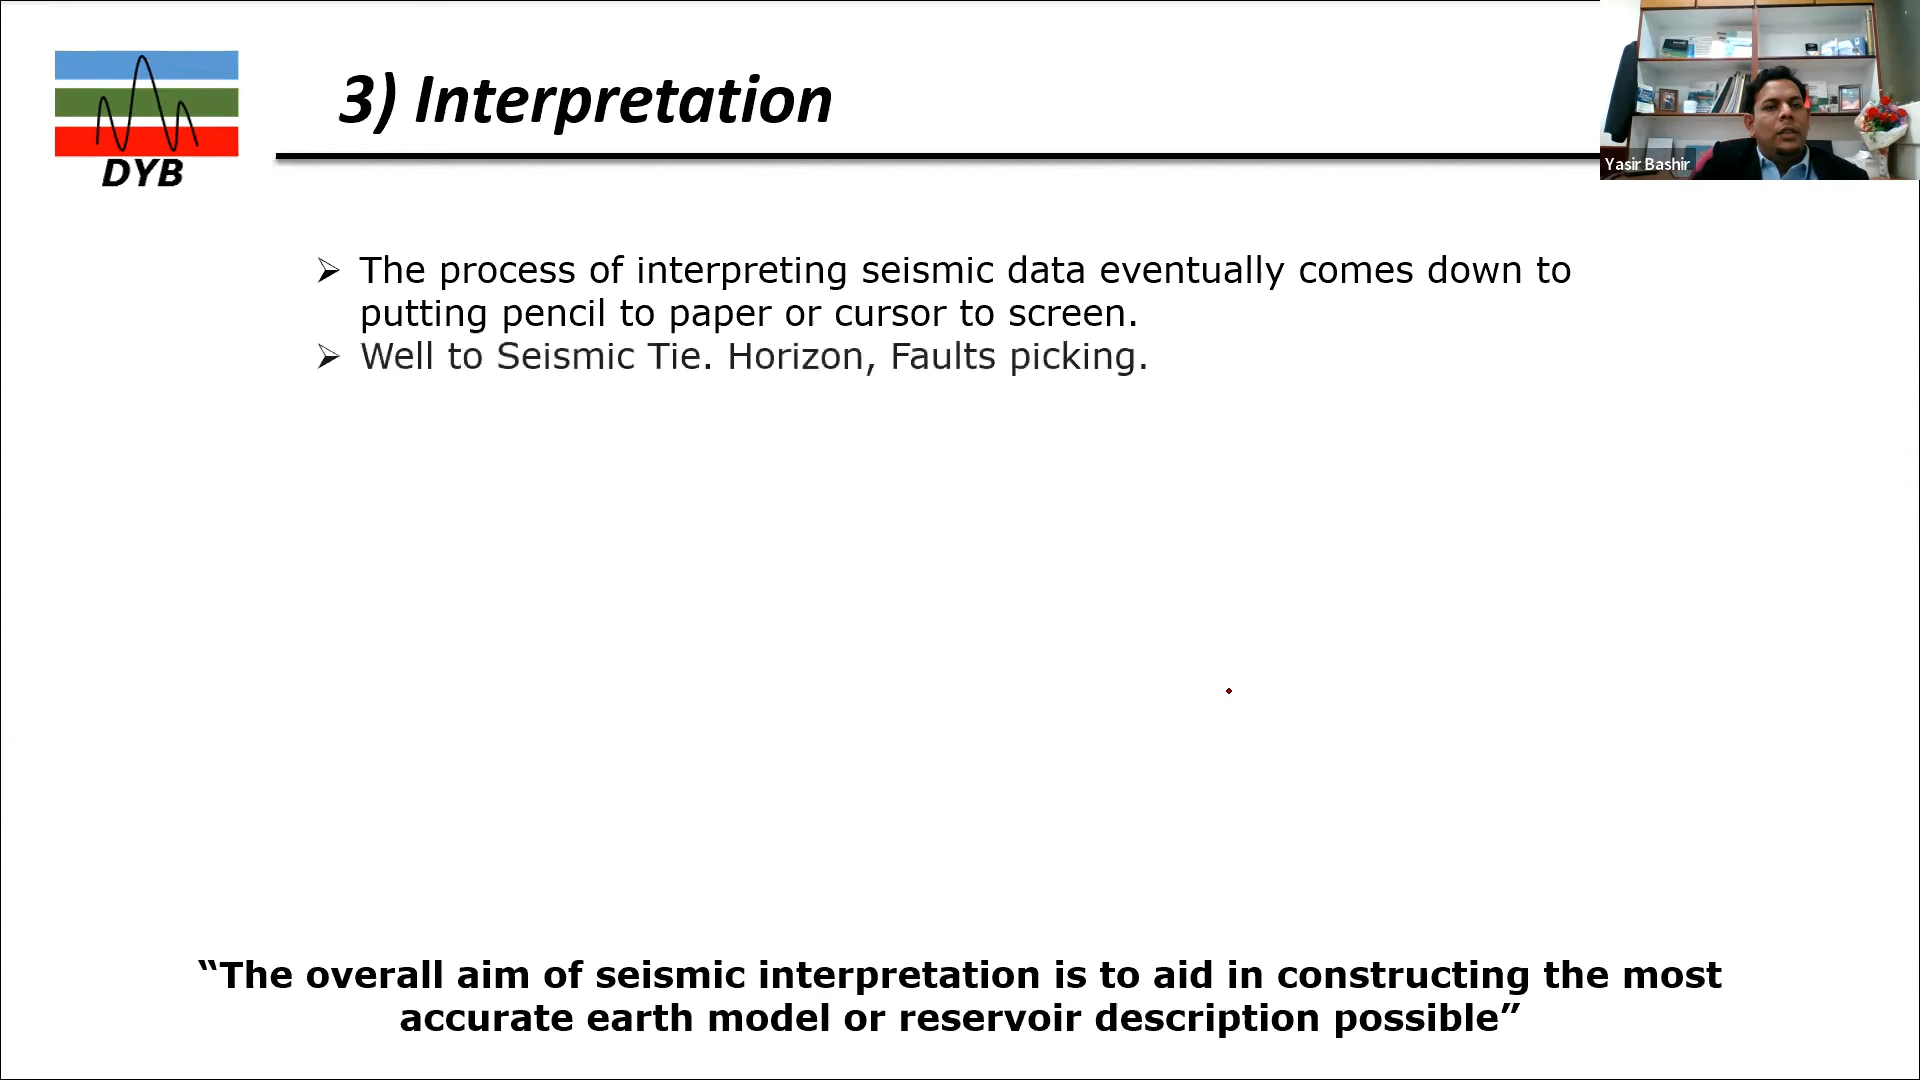 3) Interpretation
DYB
Yasir Bashir
➢ The process of interpreting seismic data eventually comes down to
putting pencil to paper or cursor to screen.
➢ Well to Seismic Tie. Horizon, Faults picking.
“The overall aim of seismic interpretation is to aid in constructing the most
accurate earth model or reservoir description possible”